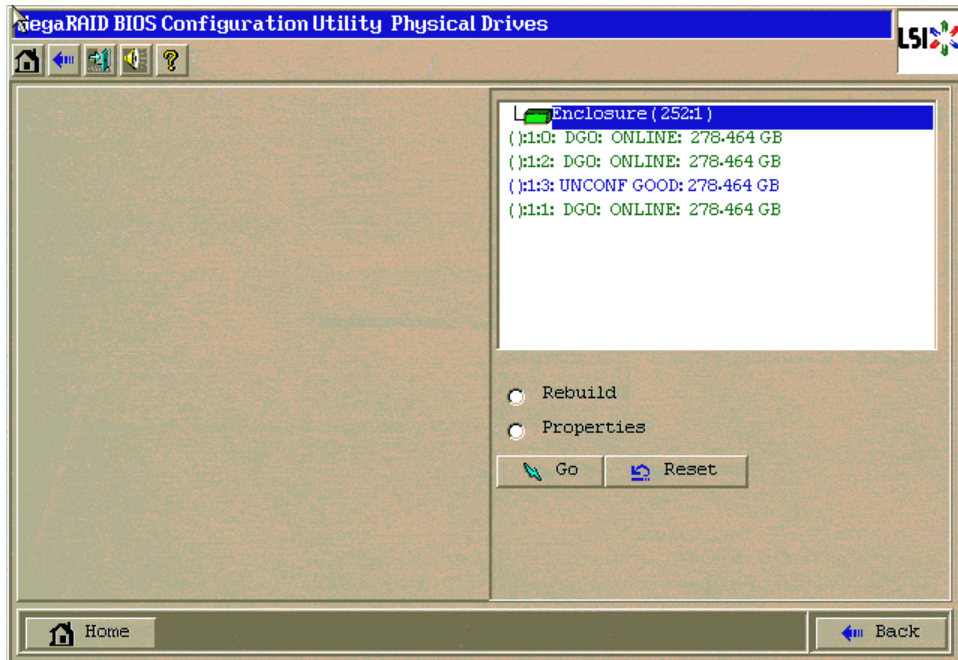 MegaRAID BIOS Configuration Utility Physical Drives
LSI
Enclosure (252:1)
( ):1:0: DG0: ONLINE: 278.464 GB
( ):1:2: DG0: ONLINE: 278.464 GB
( ):1:3: UNCONF GOOD: 278.464 GB
( ):1:1: DG0: ONLINE: 278.464 GB
Rebuild
Properties
Go
Reset
Home
Back